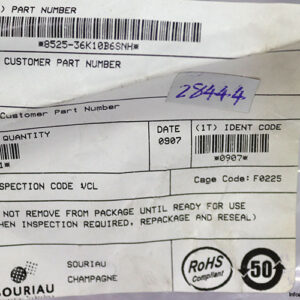 ) PART NUMBER
*8525-36K10B6SNH*
CUSTOMER PART NUMBER
28444
Customer Part Number
QUANTITY
DATE
0907
(1T) IDENT CODE
*0907*
1*
SPECTION CODE :VCL
Cage Code: F0225
NOT REMOVE FROM PACKAGE UNTIL READY FOR USE
HEN INSPECTION REQUIRED, REPACKAGE AND RESEAL)
SOURIAU
CHAMPAGNE
RoHS
Compliant
50
SOURIAU